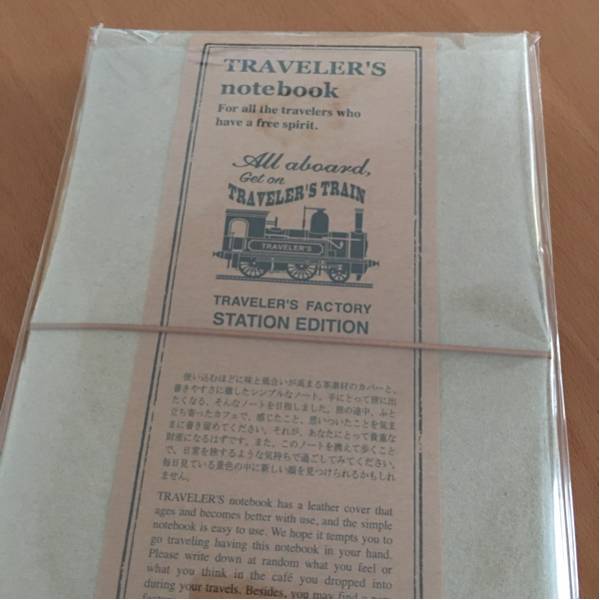 TRAVELER'S
notebook
For all the travelers who
have a free spirit.
All aboard,
Get on
TRAVELER'S TRAIN
TRAVELER'S
TRAVELER'S FACTORY
STATION EDITION
使い込むほどに味と風合いが高まる革素材のカバーと、
書きやすさに徹したシンプルなノート。手にとって旅に出
たくなる、そんなノートを目指しました。旅の途中、ふと
立ち寄ったカフェで、感じたこと、思いついたことを気ま
まに書き留めてください。それが、あなたにとって貴重な
財産になるはずです。また、このノートを携えて歩くこと
で、日常を旅するような気持ちで過ごしてみてください。
毎日見ている景色の中に新しい顔を見つけられるかもしれ
ません。
TRAVELER'S notebook has a leather cover that
ages and becomes better with use, and the simple
notebook is easy to use. We hope it tempts you to
go traveling having this notebook in your hand.
Please write down at random what you feel or
what you think in the café you dropped into
during your travels. Besides, you may find a new